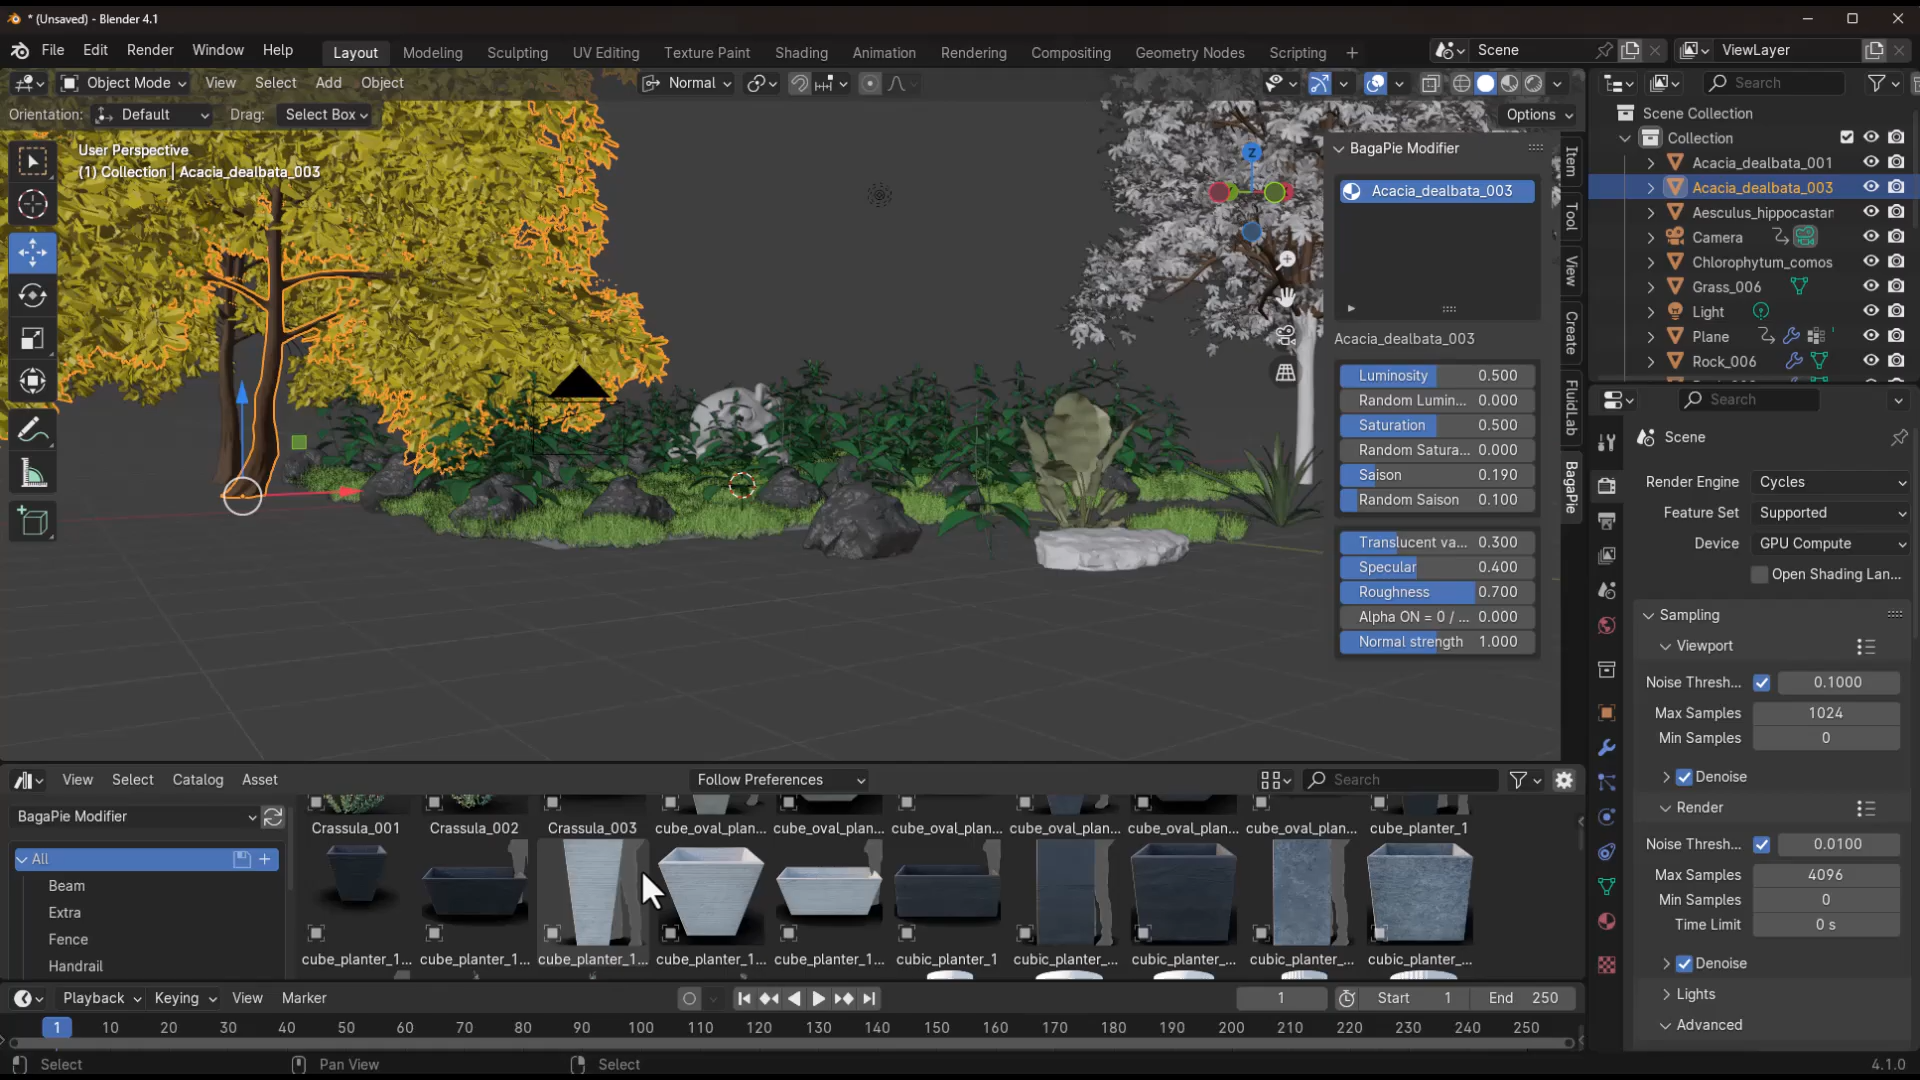 * (Unsaved) - Blender 4.1
File Edit Render Window Help
Layout Modeling Sculpting UV Editing Texture Paint Shading Animation Rendering Compositing Geometry Nodes Scripting
Scene
ViewLayer
Object Mode View Select Add Object
Normal
Search
Orientation: Default Drag: Select Box
Options
User Perspective
(1) Collection | Acacia_dealbata_003
BagaPie Modifier
Acacia_dealbata_003
Acacia_dealbata_003
Luminosity 0.500
Random Lumin... 0.000
Saturation 0.500
Random Satura... 0.000
Saison 0.190
Random Saison 0.100
Translucent va... 0.300
Specular 0.400
Roughness 0.700
Alpha ON = 0 / ... 0.000
Normal strength 1.000
Z
Item
Tool
View
Create
FluidLab
BagaPie
Scene Collection
Collection
Acacia_dealbata_001
Acacia_dealbata_003
Aesculus_hippocastar
Camera
Chlorophytum_comos
Grass_006
Light
Plane
Rock_006
Search
Scene
Render Engine Cycles
Feature Set Supported
Device GPU Compute
Open Shading Lan...
Sampling
Viewport
Noise Thresh... 0.1000
Max Samples 1024
Min Samples 0
Denoise
Render
Noise Thresh... 0.0100
Max Samples 4096
Min Samples 0
Time Limit 0 s
Denoise
Lights
Advanced
View Select Catalog Asset
Follow Preferences
Search
BagaPie Modifier
All
Beam
Extra
Fence
Handrail
Crassula_001 Crassula_002 Crassula_003 cube_oval_plan... cube_oval_plan... cube_oval_plan... cube_oval_plan... cube_oval_plan... cube_oval_plan... cube_planter_1
cube_planter_1... cube_planter_1... cube_planter_1... cube_planter_1... cube_planter_1... cubic_planter_1 cubic_planter_... cubic_planter_... cubic_planter_... cubic_planter_...
Playback Keying View Marker
1 Start 1 End 250
1 10 20 30 40 50 60 70 80 90 100 110 120 130 140 150 160 170 180 190 200 210 220 230 240 250
Select Pan View Select
4.1.0